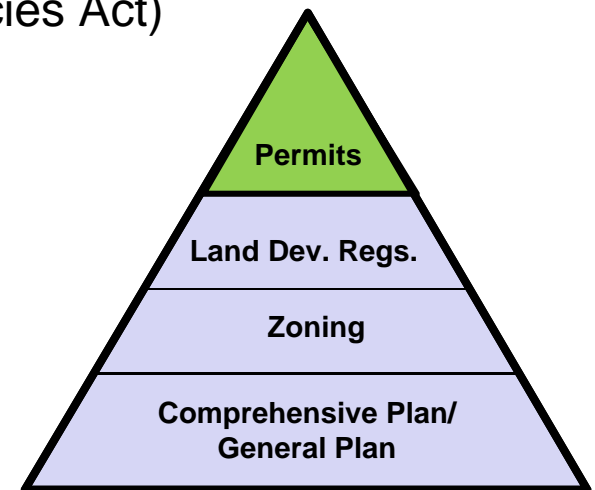 cies Act)
Permits
Land Dev. Regs.
Zoning
Comprehensive Plan/
General Plan